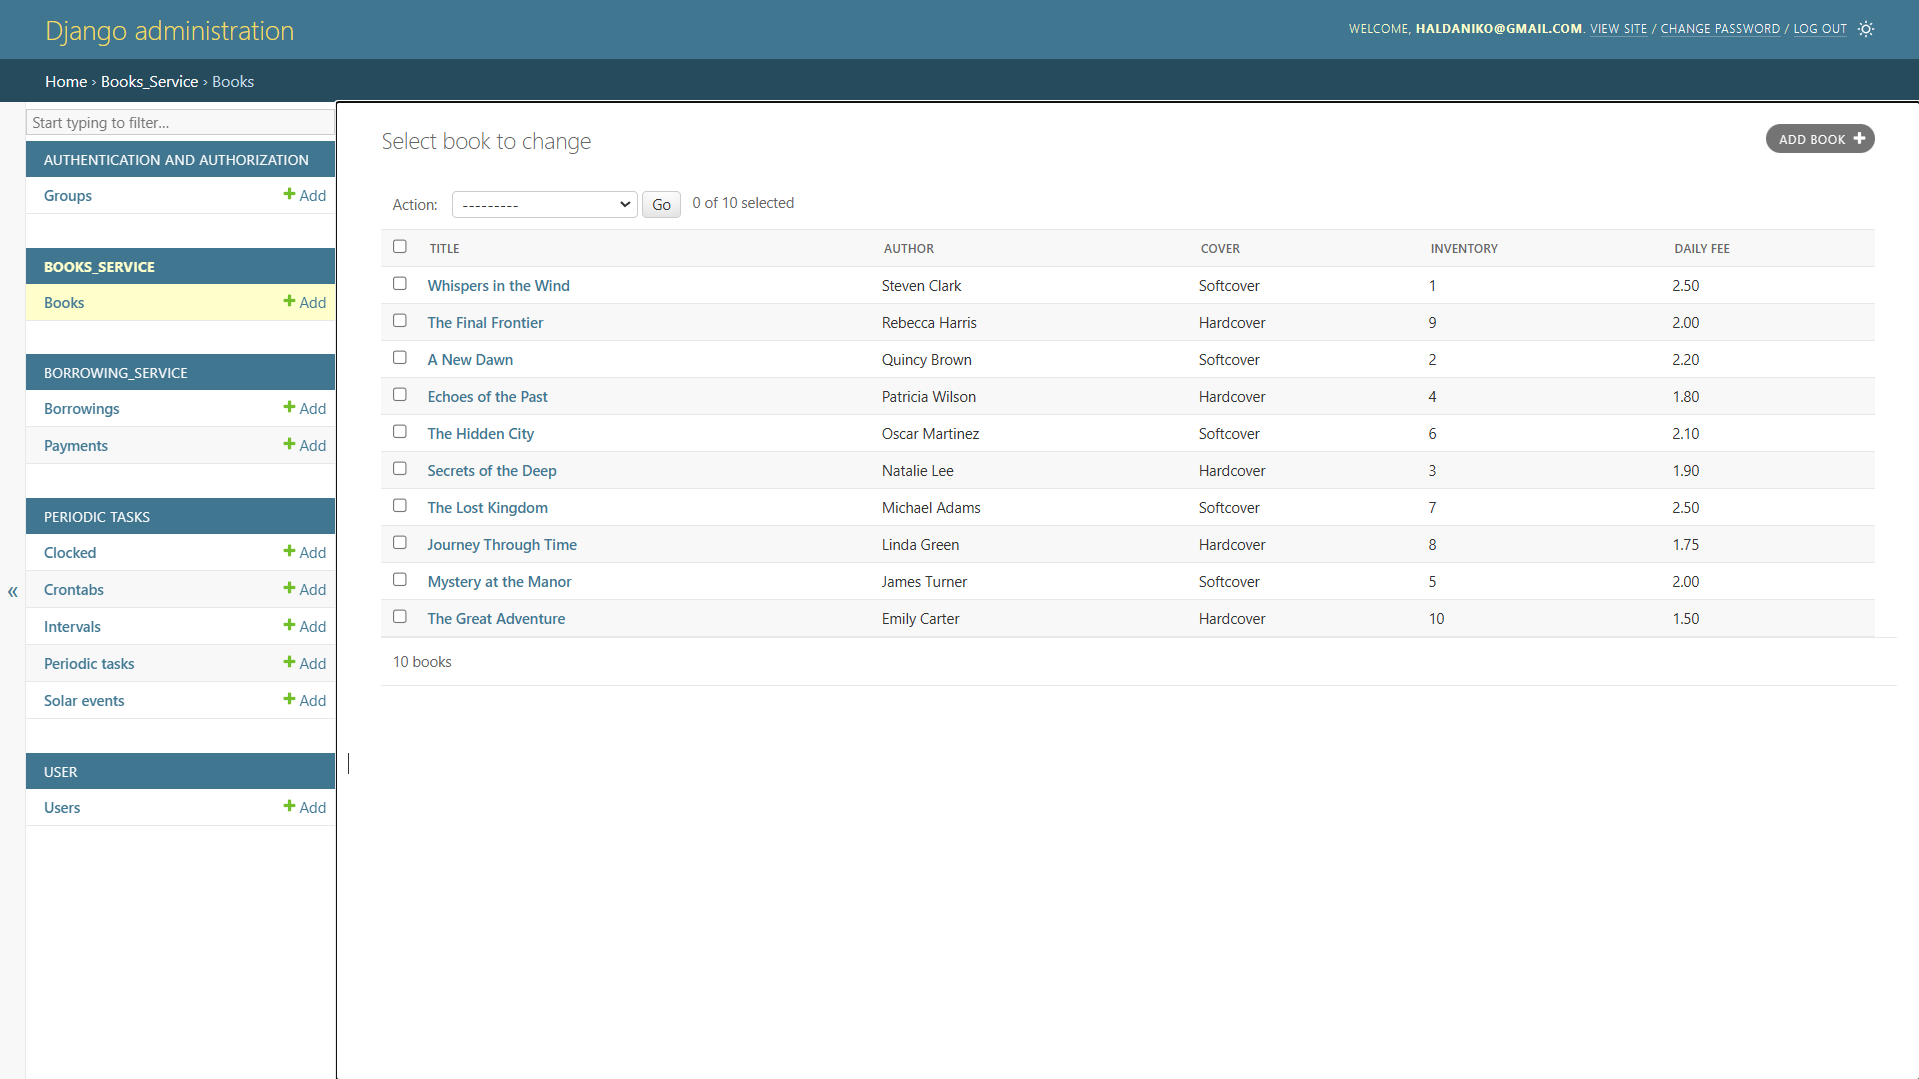 Django administration
WELCOME, HALDANIKO@GMAIL.COM. VIEW SITE / CHANGE PASSWORD / LOG OUT
Home › Books_Service › Books
Start typing to filter...
AUTHENTICATION AND AUTHORIZATION
Groups + Add
BOOKS_SERVICE
Books + Add
BORROWING_SERVICE
Borrowings + Add
Payments + Add
PERIODIC TASKS
Clocked + Add
Crontabs + Add
Intervals + Add
Periodic tasks + Add
Solar events + Add
USER
Users + Add
«
Select book to change
ADD BOOK +
Action: --------- Go 0 of 10 selected
TITLE AUTHOR COVER INVENTORY DAILY FEE
Whispers in the Wind Steven Clark Softcover 1 2.50
The Final Frontier Rebecca Harris Hardcover 9 2.00
A New Dawn Quincy Brown Softcover 2 2.20
Echoes of the Past Patricia Wilson Hardcover 4 1.80
The Hidden City Oscar Martinez Softcover 6 2.10
Secrets of the Deep Natalie Lee Hardcover 3 1.90
The Lost Kingdom Michael Adams Softcover 7 2.50
Journey Through Time Linda Green Hardcover 8 1.75
Mystery at the Manor James Turner Softcover 5 2.00
The Great Adventure Emily Carter Hardcover 10 1.50
10 books